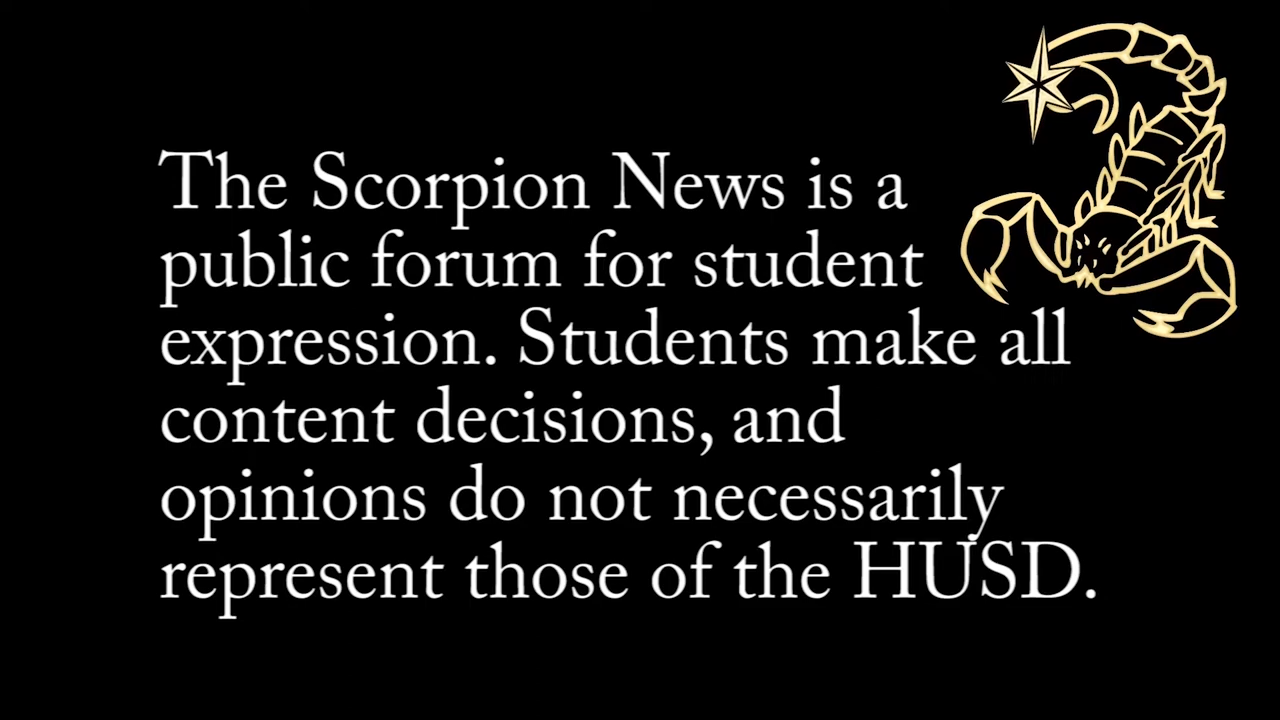 The Scorpion News is a
public forum for student
expression. Students make all
content decisions, and
opinions do not necessarily
represent those of the HUSD.